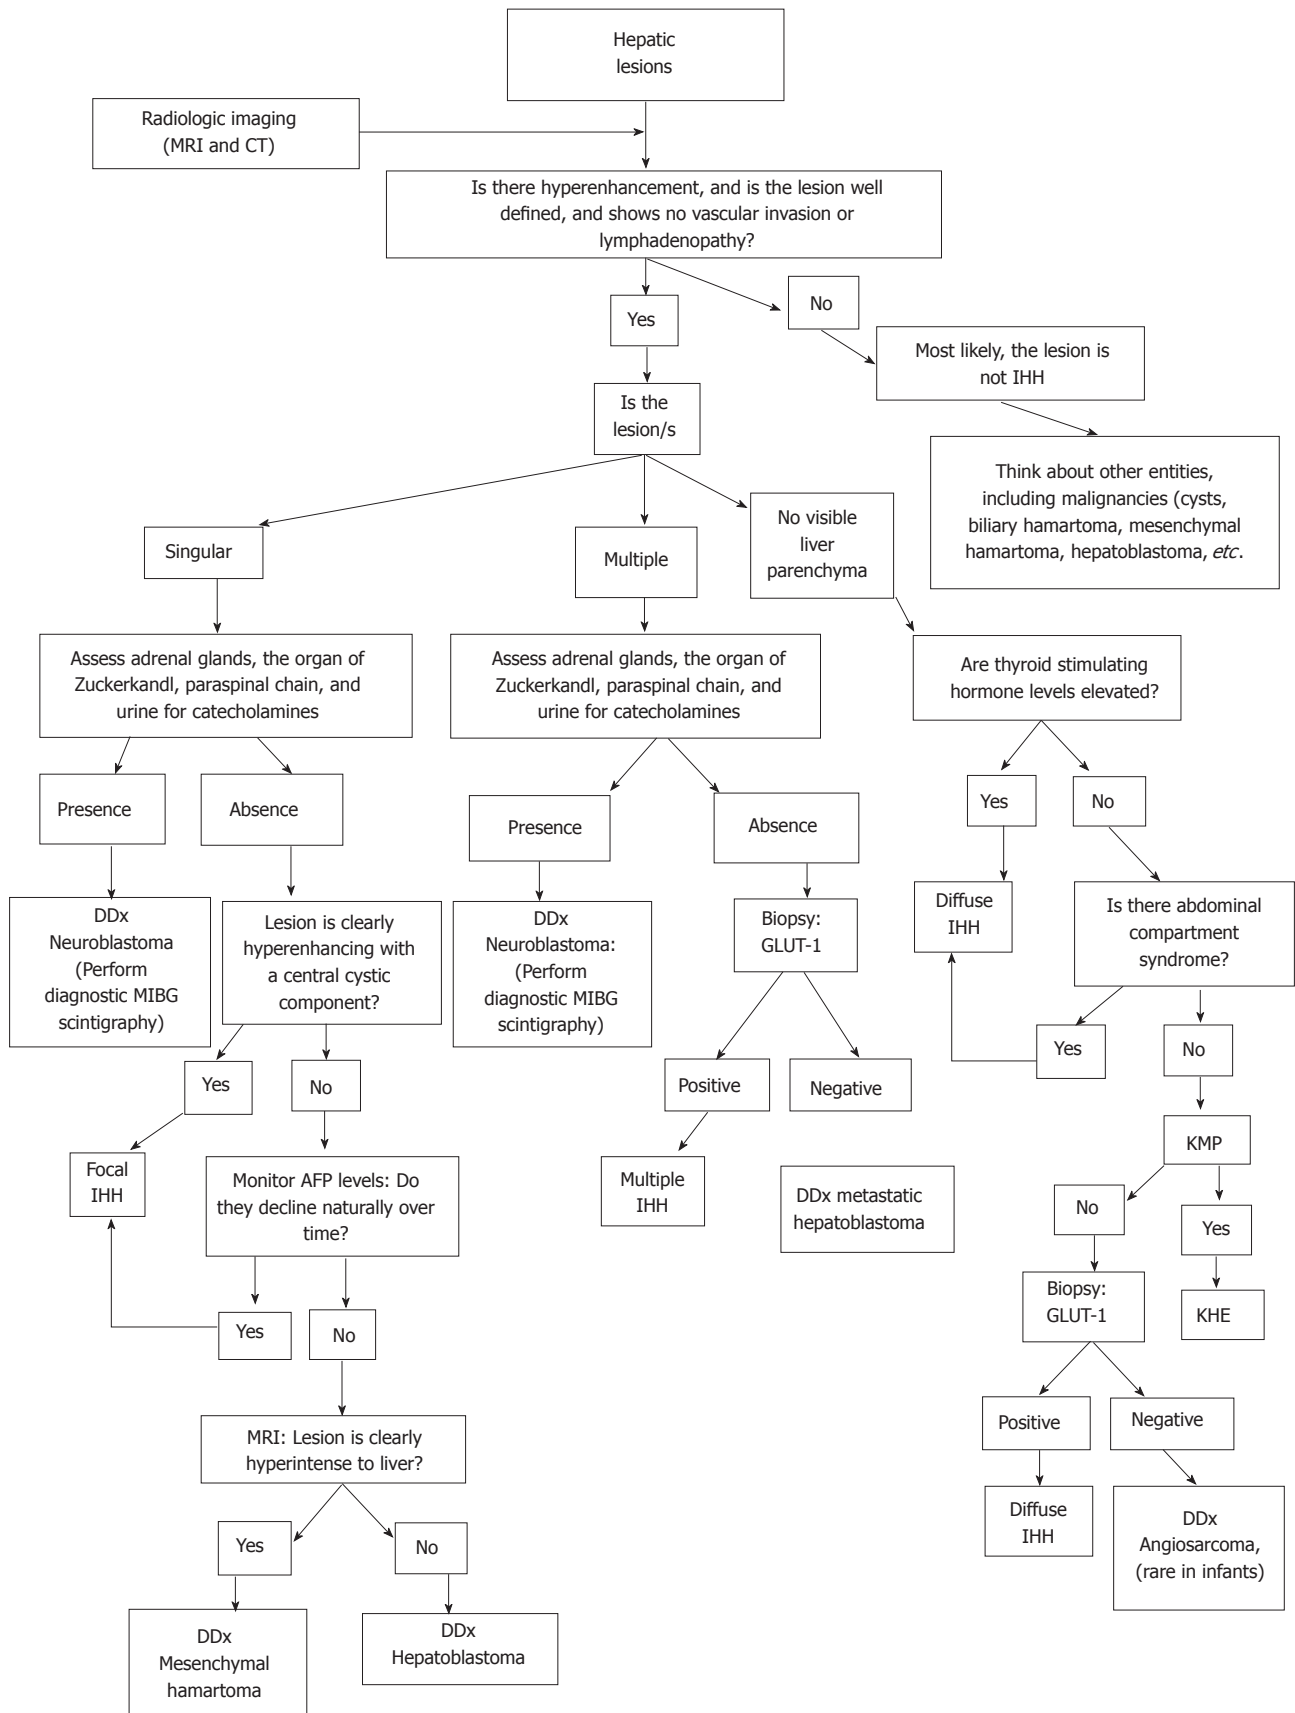 Hepatic
lesions
Radiologic imaging
(MRI and CT)
Is there hyperenhancement, and is the lesion well
defined, and shows no vascular invasion or
lymphadenopathy?
Yes
No
Most likely, the lesion is
not IHH
Think about other entities,
including malignancies (cysts,
biliary hamartoma, mesenchymal
hamartoma, hepatoblastoma, etc.
Is the
lesion/s
Singular
Multiple
No visible
liver
parenchyma
Assess adrenal glands, the organ of
Zuckerkandl, paraspinal chain, and
urine for catecholamines
Presence
Absence
DDx
Neuroblastoma
(Perform
diagnostic MIBG
scintigraphy)
Lesion is clearly
hyperenhancing with
a central cystic
component?
Yes
No
Focal
IHH
Monitor AFP levels: Do
they decline naturally over
time?
Yes
No
MRI: Lesion is clearly
hyperintense to liver?
Yes
No
DDx
Mesenchymal
hamartoma
DDx
Hepatoblastoma
Assess adrenal glands, the organ of
Zuckerkandl, paraspinal chain, and
urine for catecholamines
Presence
Absence
DDx
Neuroblastoma:
(Perform
diagnostic MIBG
scintigraphy)
Biopsy:
GLUT-1
Positive
Negative
Multiple
IHH
DDx metastatic
hepatoblastoma
Are thyroid stimulating
hormone levels elevated?
Yes
No
Diffuse
IHH
Is there abdominal
compartment
syndrome?
Yes
No
KMP
No
Yes
Biopsy:
GLUT-1
KHE
Positive
Negative
Diffuse
IHH
DDx
Angiosarcoma,
(rare in infants)